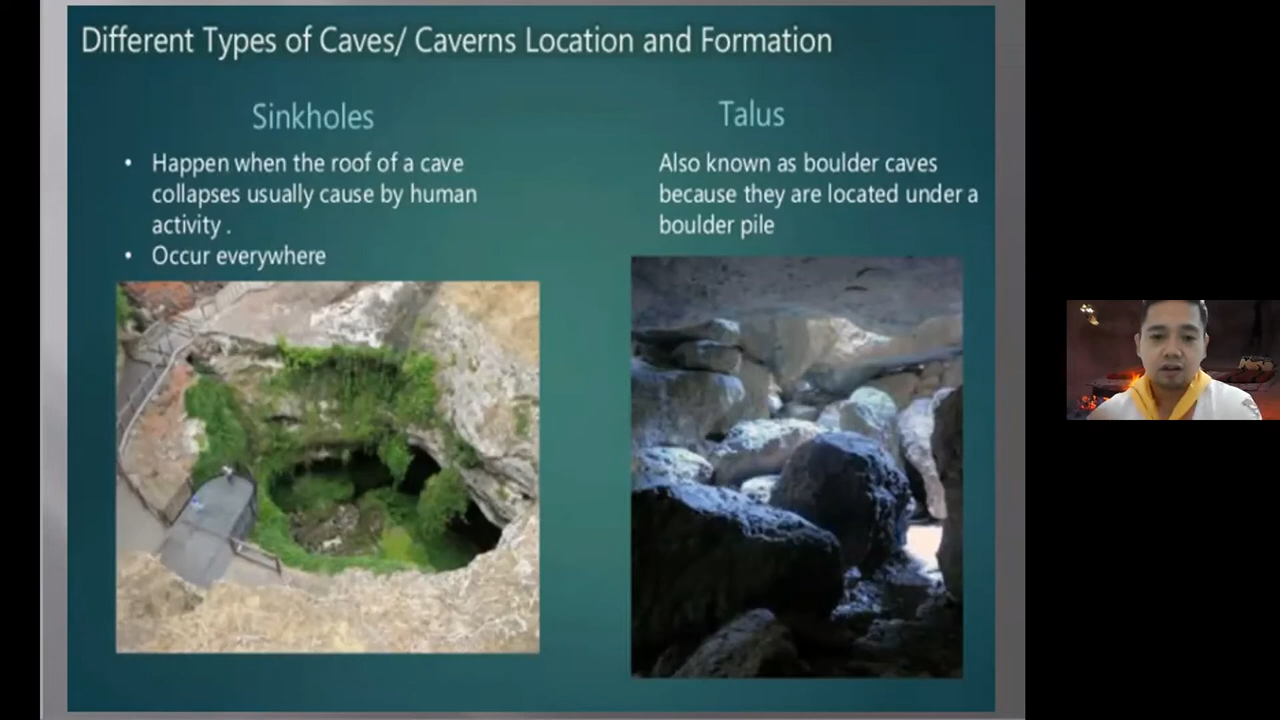 Different Types of Caves/ Caverns Location and Formation
Sinkholes
• Happen when the roof of a cave
collapses usually cause by human
activity .
• Occur everywhere
Talus
Also known as boulder caves
because they are located under a
boulder pile